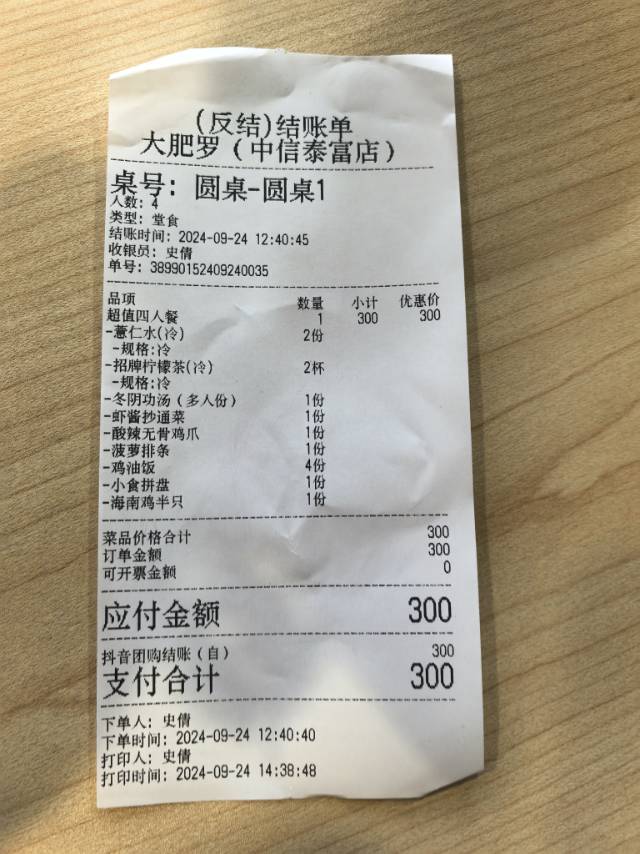 (反结)结账单
大肥罗（中信泰富店）
桌号: 圆桌-圆桌1
人数: 4
类型: 堂食
结账时间: 2024-09-24 12:40:45
收银员: 史倩
单号: 38990152409240035
品项 数量 小计 优惠价
超值四人餐 1 300 300
-薏仁水(冷) 2份
-规格:冷
-招牌柠檬茶(冷) 2杯
-规格:冷
-冬阴功汤（多人份） 1份
-虾酱抄通菜 1份
-酸辣无骨鸡爪 1份
-菠萝排条 1份
-鸡油饭 4份
-小食拼盘 1份
-海南鸡半只 1份
菜品价格合计 300
订单金额 300
可开票金额 0
应付金额 300
抖音团购结账（自） 300
支付合计 300
下单人: 史倩
下单时间: 2024-09-24 12:40:40
打印人: 史倩
打印时间: 2024-09-24 14:38:48